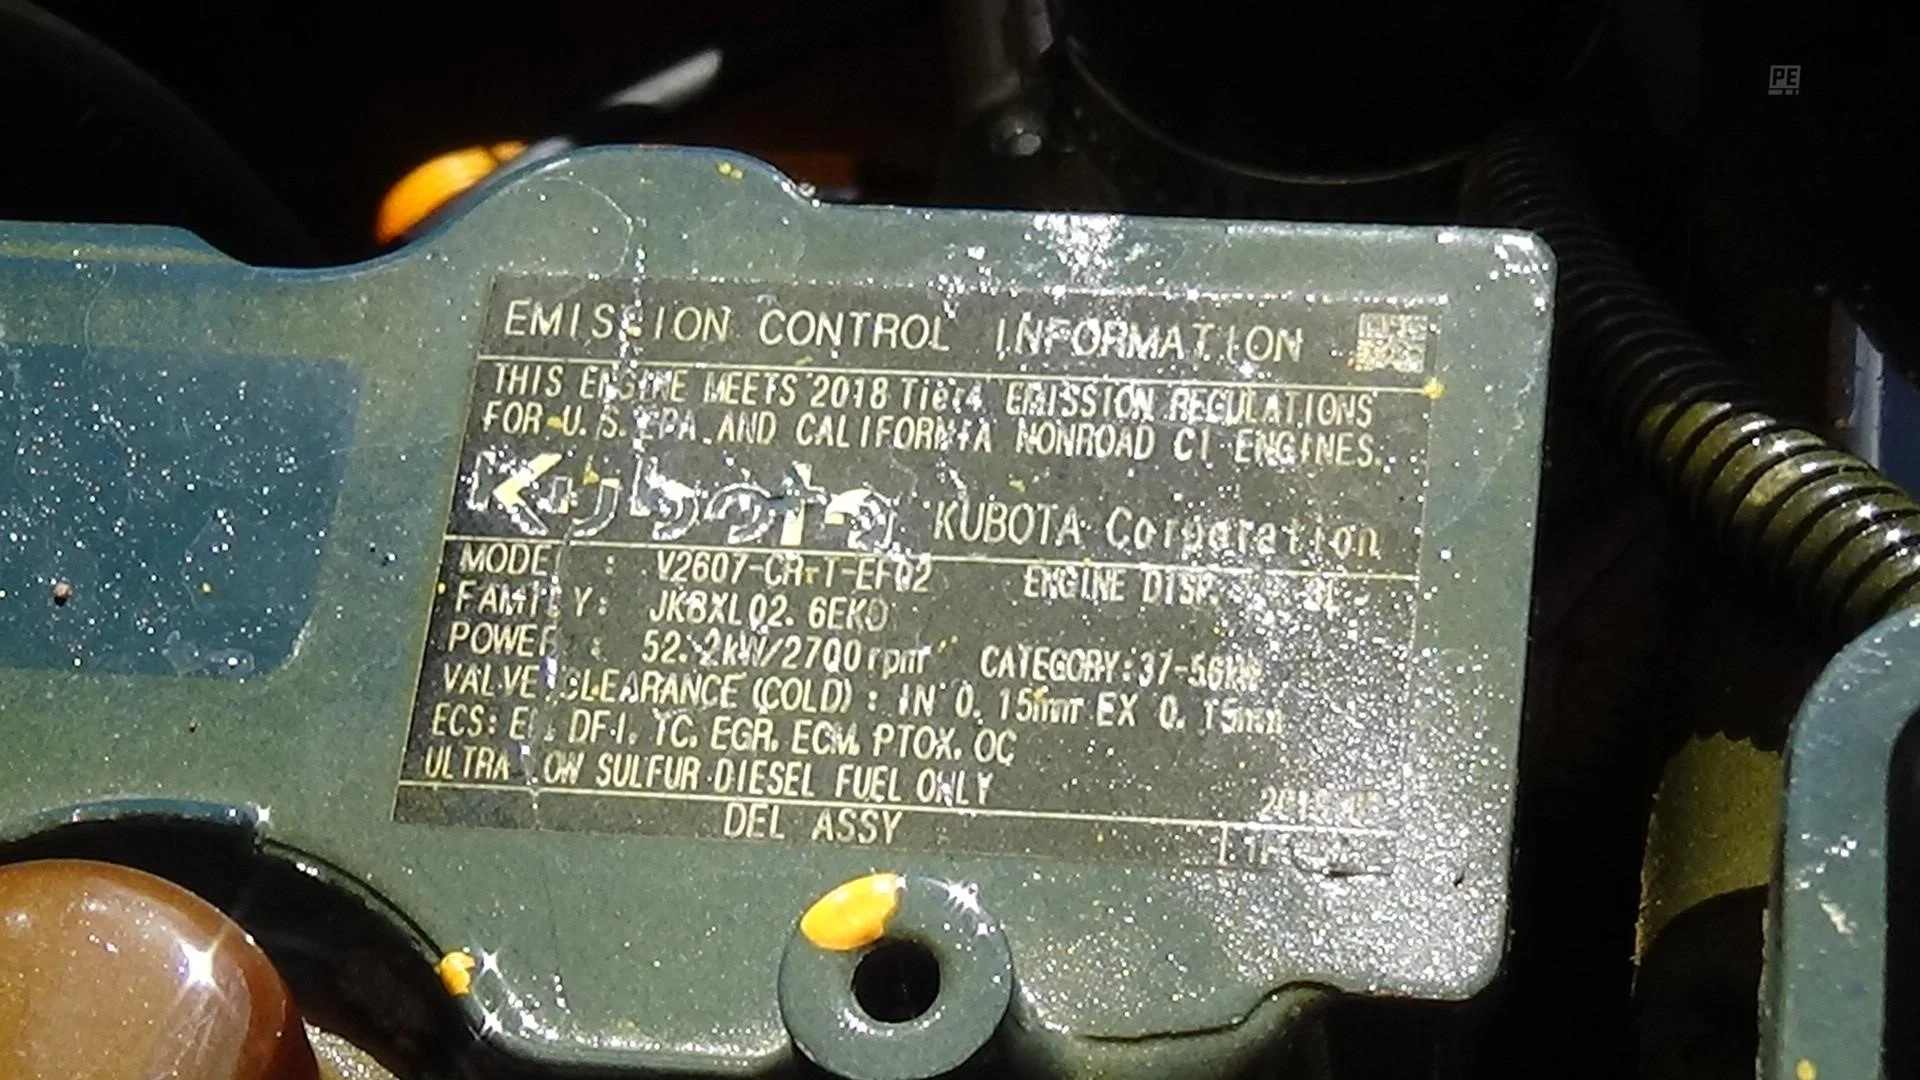 PE
EMISSION CONTROL INFORMATION
THIS ENGINE MEETS 2018 Tier4 EMISSION REGULATIONS
FOR U.S. EPA AND CALIFORNIA NONROAD CI ENGINES.
Kubota KUBOTA Corporation
MODEL : V2607-CR-T-EF02 ENGINE DISP.
FAMILY: JKBXL02.6EKD
POWER : 52.2kW/2700rpm CATEGORY:37-56kW
VALVE CLEARANCE(COLD): IN 0.15mm EX 0.15mm
ECS: DFI, TC, EGR, ECM, PTOX, OC
ULTRA LOW SULFUR DIESEL FUEL ONLY
DEL ASSY